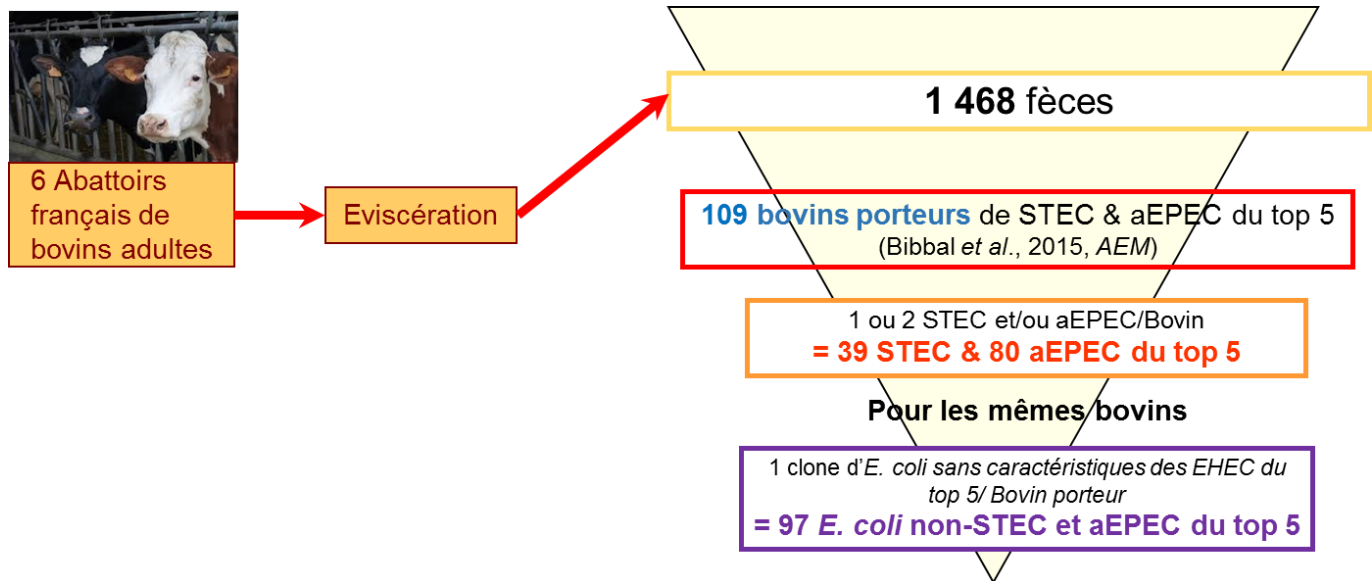 6 Abattoirs
français de
bovins adultes
Eviscération
1 468 fèces
109 bovins porteurs de STEC & aEPEC du top 5
(Bibbal et al., 2015, AEM)
1 ou 2 STEC et/ou aEPEC/Bovin
= 39 STEC & 80 aEPEC du top 5
Pour les mêmes bovins
1 clone d’E. coli sans caractéristiques des EHEC du
top 5/ Bovin porteur
= 97 E. coli non-STEC et aEPEC du top 5